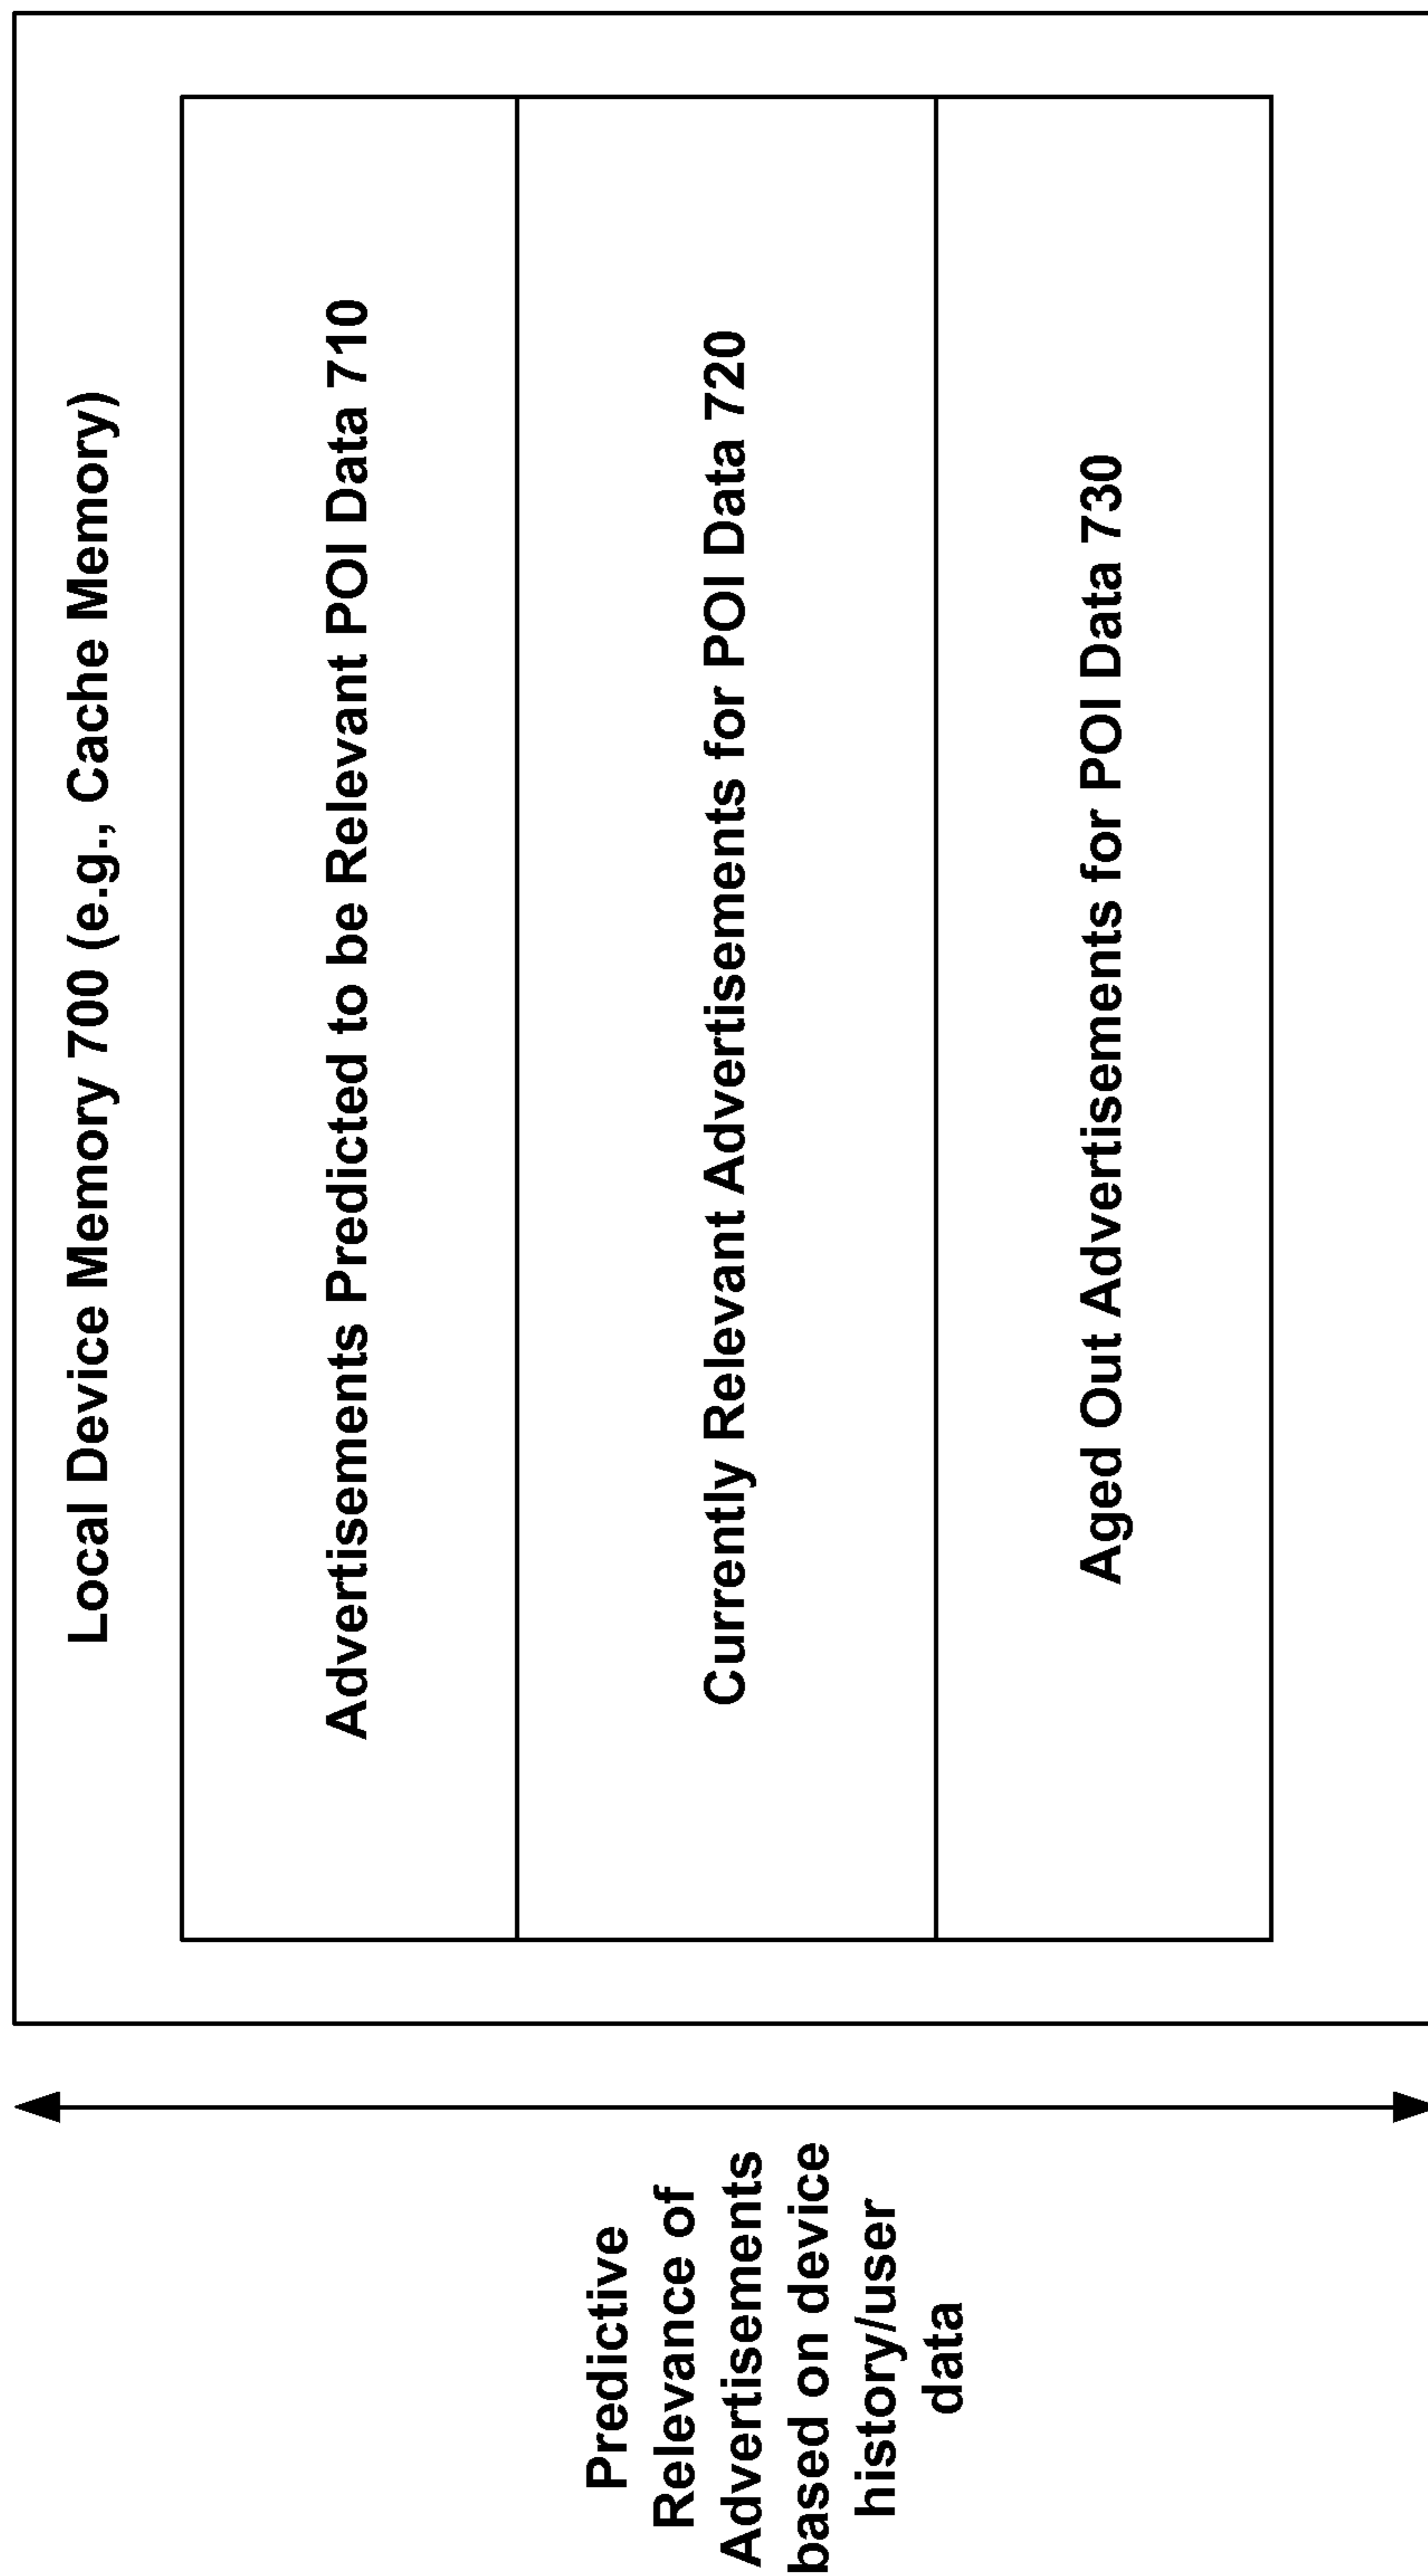 Local Device Memory 700 (e.g., Cache Memory)
Advertisements Predicted to be Relevant POI Data 710
Currently Relevant Advertisements for POI Data 720
Aged Out Advertisements for POI Data 730
Predictive
Relevance of
Advertisements
based on device
history/user
data